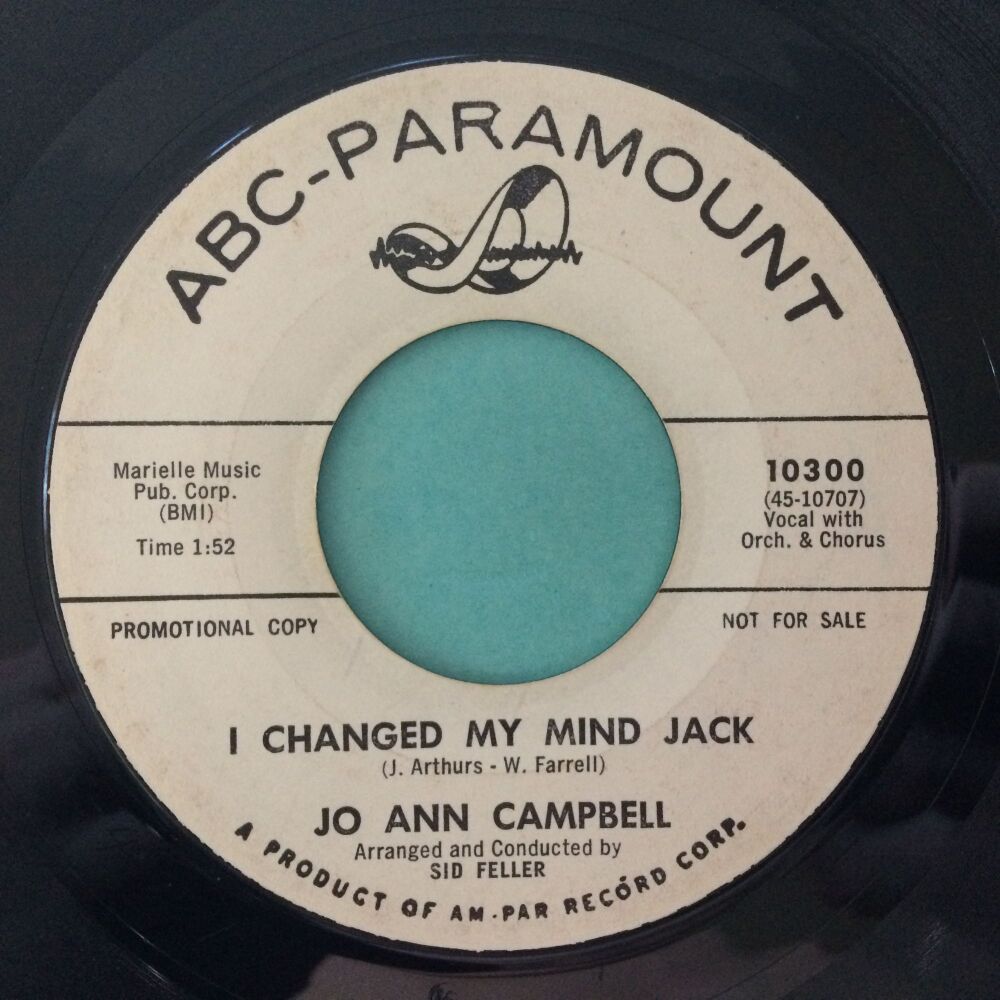 ABC-PARAMOUNT
Marielle Music
Pub. Corp.
(BMI)
Time 1:52
10300
(45-10707)
Vocal with
Orch. & Chorus
PROMOTIONAL COPY
NOT FOR SALE
I CHANGED MY MIND JACK
(J. Arthurs - W. Farrell)
JO ANN CAMPBELL
Arranged and Conducted by
SID FELLER
A PRODUCT OF AM-PAR RECORD CORP.